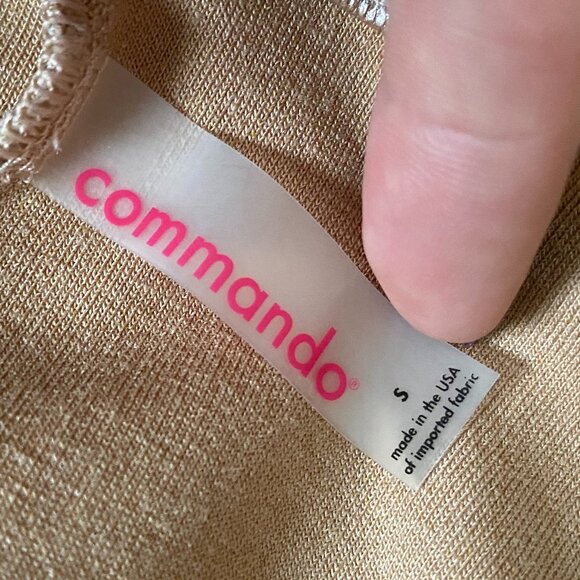 commando®
S
made in the USA
of imported fabric